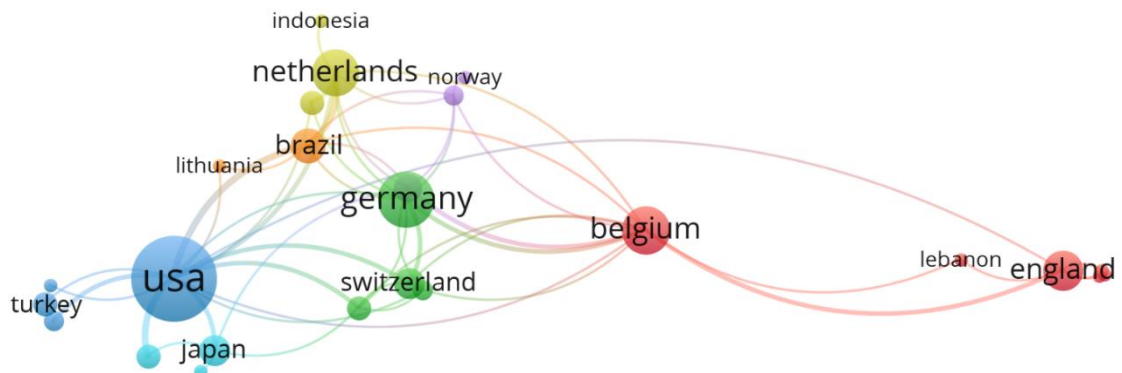 indonesia
netherlands
norway
brazil
lithuania
germany
belgium
usa
switzerland
lebanon
england
turkey
japan